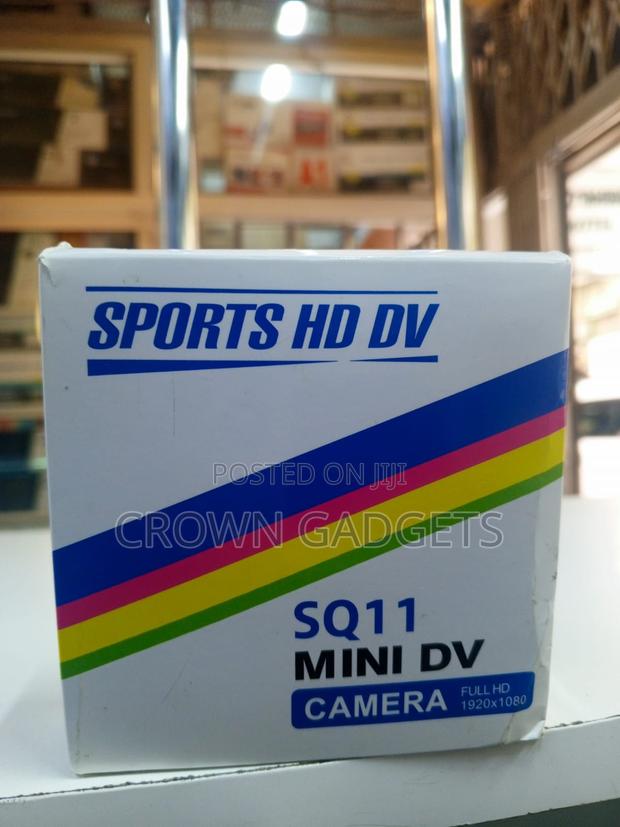 SPORTS HD DV
POSTED ON JIJI
CROWN GADGETS
SQ11
MINI DV
CAMERA FULL HD
1920x1080